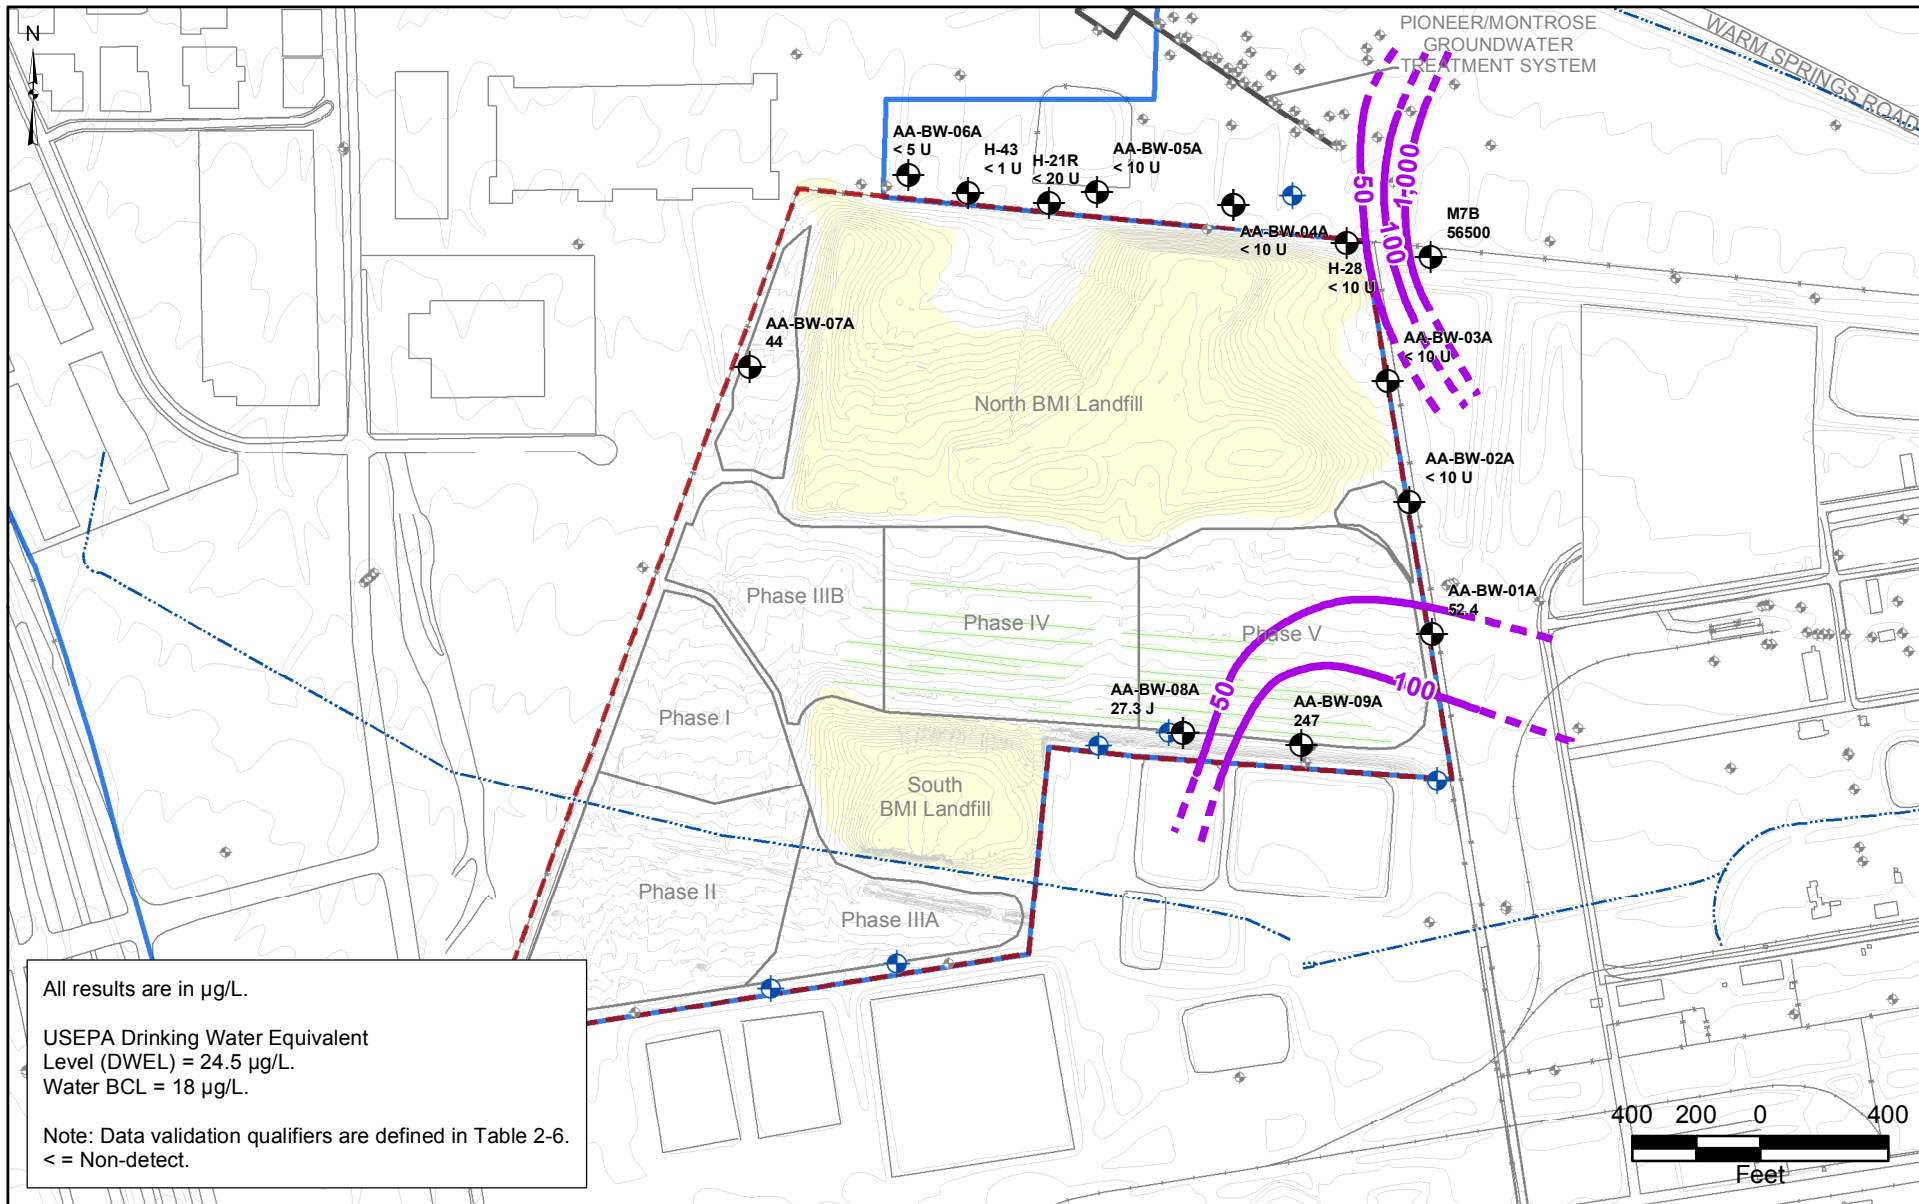 N
PIONEER/MONTROSE
GROUNDWATER
TREATMENT SYSTEM
WARM SPRINGS ROAD
AA-BW-06A
< 5 U
H-43
< 1 U
H-21R
< 20 U
AA-BW-05A
< 10 U
AA-BW-04A
< 10 U
H-28
< 10 U
50
100
1,000
M7B
56500
AA-BW-07A
44
AA-BW-03A
< 10 U
North BMI Landfill
AA-BW-02A
< 10 U
AA-BW-01A
52.4
Phase IIIB
Phase IV
Phase V
AA-BW-08A
27.3 J
50
100
AA-BW-09A
247
Phase I
South
BMI Landfill
Phase II
Phase IIIA
All results are in µg/L.
USEPA Drinking Water Equivalent
Level (DWEL) = 24.5 µg/L.
Water BCL = 18 µg/L.
Note: Data validation qualifiers are defined in Table 2-6.
< = Non-detect.
400 200 0 400
Feet